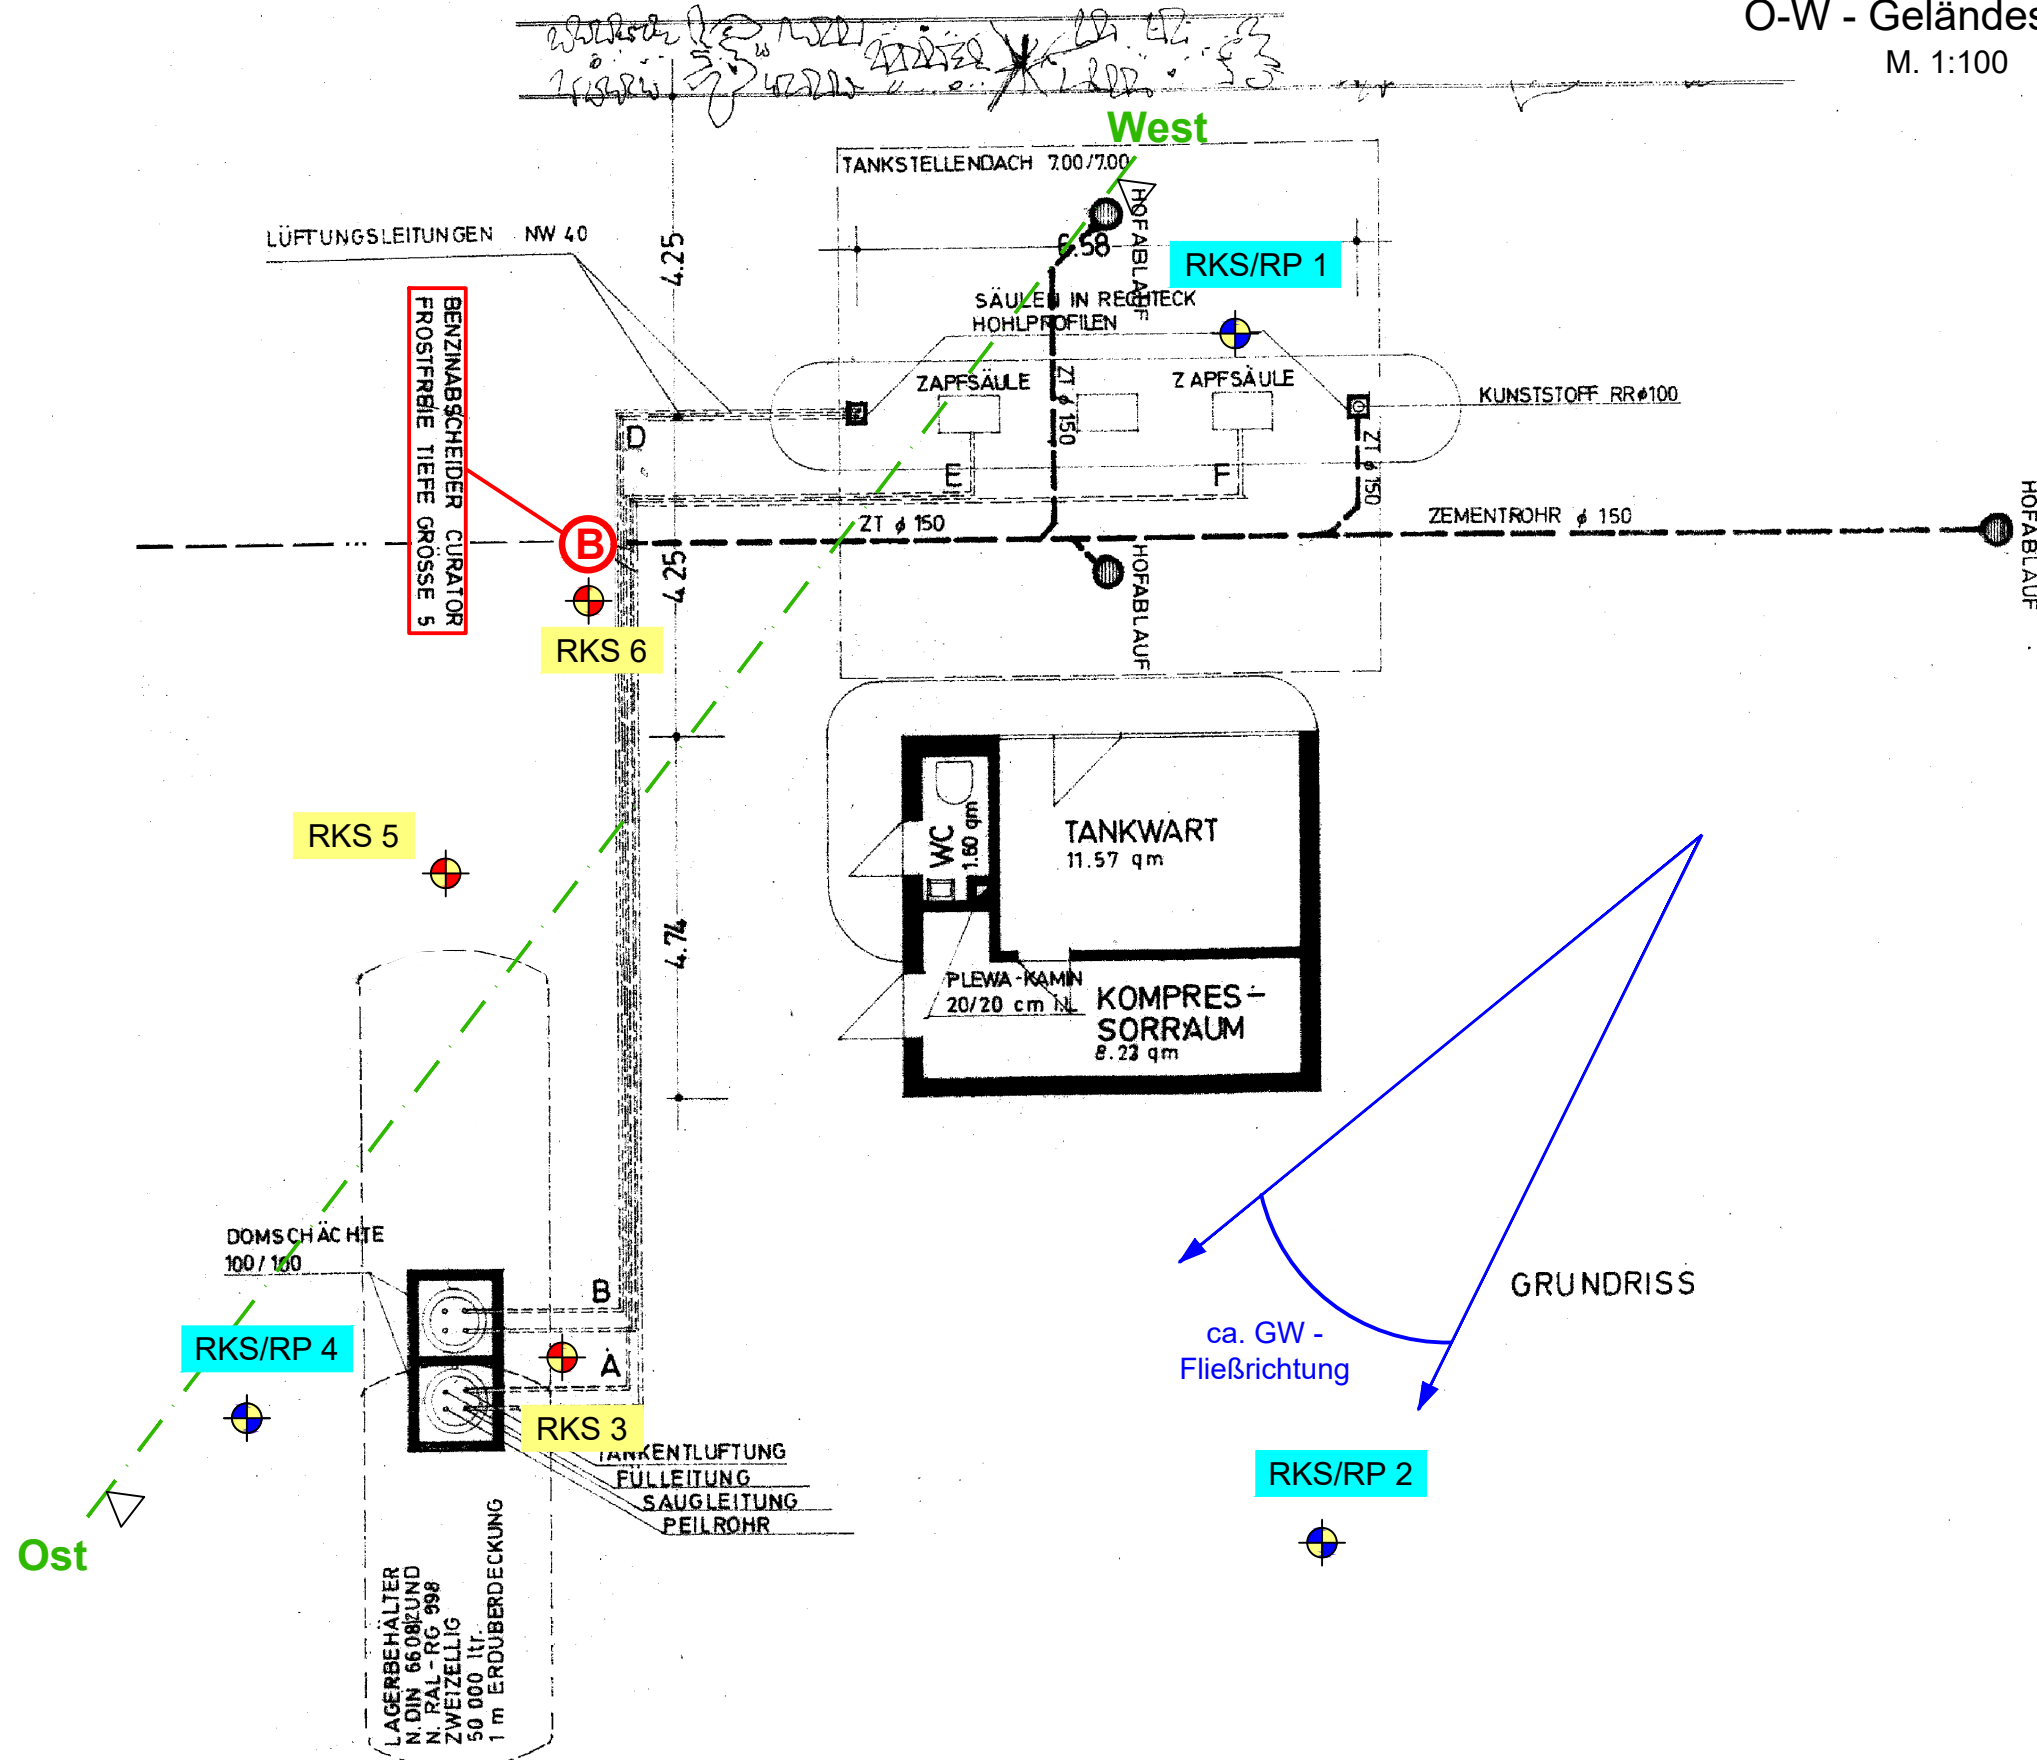 O-W - Geländes
M. 1:100
West
TANKSTELLENDACH 7.00/7.00
LÜFTUNGSLEITUNGEN NW 40
4.25
6.58
HOFABLAUF
RKS/RP 1
SÄULEN IN RECHTECK
HOHLPROFILEN
BENZINABSCHEIDER CURATOR
FROSTFREIE TIEFE GRÖSSE 5
ZAPFSÄULE
ZAPFSÄULE
ZT ϕ 150
KUNSTSTOFF RRϕ100
D
E
F
ZT ϕ 150
ZT ϕ 150
ZEMENTROHR ϕ 150
HOFABLAUF
B
4.25
HOFABLAUF
RKS 6
RKS 5
WC
1.60 qm
TANKWART
11.57 qm
4.74
PLEWA-KAMIN
20/20 cm i.L
KOMPRES-
SORRAUM
8.23 qm
DOMSCHÄCHTE
100/100
B
A
RKS/RP 4
RKS 3
GRUNDRISS
ca. GW -
Fließrichtung
RKS/RP 2
TANKENTLÜFTUNG
FÜLLEITUNG
SAUGLEITUNG
PEILROHR
Ost
LAGERBEHÄLTER
N. DIN 6608/2UND
N. RAL-RG 998
ZWEIZELLIG
50 000 ltr.
1 m ERDÜBERDECKUNG